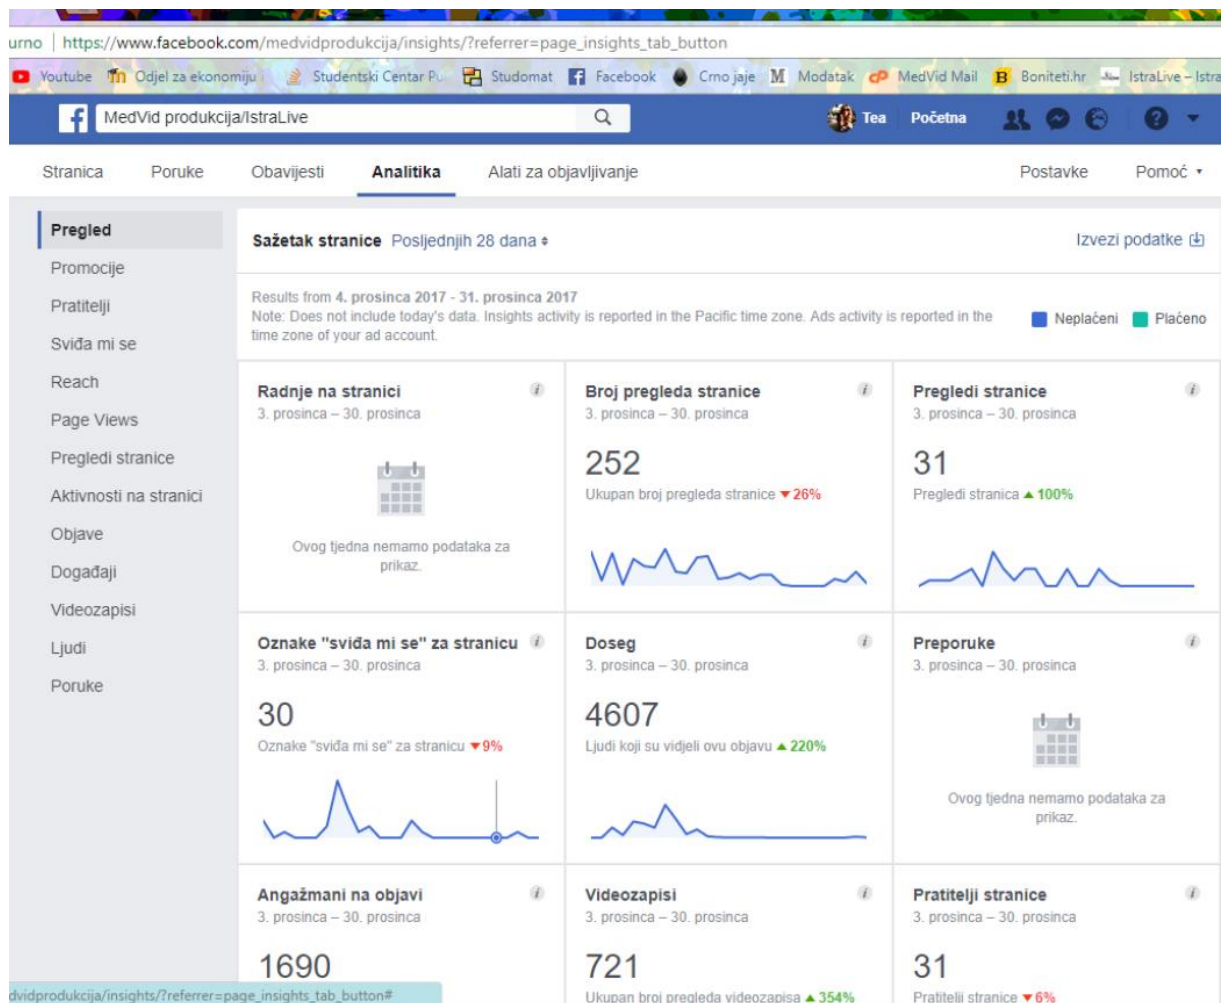 urno | https://www.facebook.com/medvidprodukcija/insights/?referrer=page_insights_tab_button
Youtube Odjel za ekonomiju i Studentski Centar Pu Studomat Facebook Crno jaje Modatak MedVid Mail Boniteti.hr IstraLive – Istra
MedVid produkcija/IstraLive Tea Početna
Stranica Poruke Obavijesti Analitika Alati za objavljivanje Postavke Pomoć
Pregled
Promocije
Pratitelji
Sviđa mi se
Reach
Page Views
Pregledi stranice
Aktivnosti na stranici
Objave
Događaji
Videozapisi
Ljudi
Poruke
Sažetak stranice Posljednjih 28 dana
Izvezi podatke
Results from 4. prosinca 2017 - 31. prosinca 2017
Note: Does not include today's data. Insights activity is reported in the Pacific time zone. Ads activity is reported in the
time zone of your ad account.
Neplaćeni Plaćeno
Radnje na stranici
3. prosinca – 30. prosinca
Ovog tjedna nemamo podataka za
prikaz.
Broj pregleda stranice
3. prosinca – 30. prosinca
252
Ukupan broj pregleda stranice ▼26%
Pregledi stranice
3. prosinca – 30. prosinca
31
Pregledi stranica ▲100%
Oznake "sviđa mi se" za stranicu
3. prosinca – 30. prosinca
30
Oznake "sviđa mi se" za stranicu ▼9%
Doseg
3. prosinca – 30. prosinca
4607
Ljudi koji su vidjeli ovu objavu ▲220%
Preporuke
3. prosinca – 30. prosinca
Ovog tjedna nemamo podataka za
prikaz.
Angažmani na objavi
3. prosinca – 30. prosinca
1690
Videozapisi
3. prosinca – 30. prosinca
721
Ukupan broj pregleda videozapisa ▲354%
Pratitelji stranice
3. prosinca – 30. prosinca
31
Pratitelji stranice ▼6%
dvidprodukcija/insights/?referrer=page_insights_tab_button#